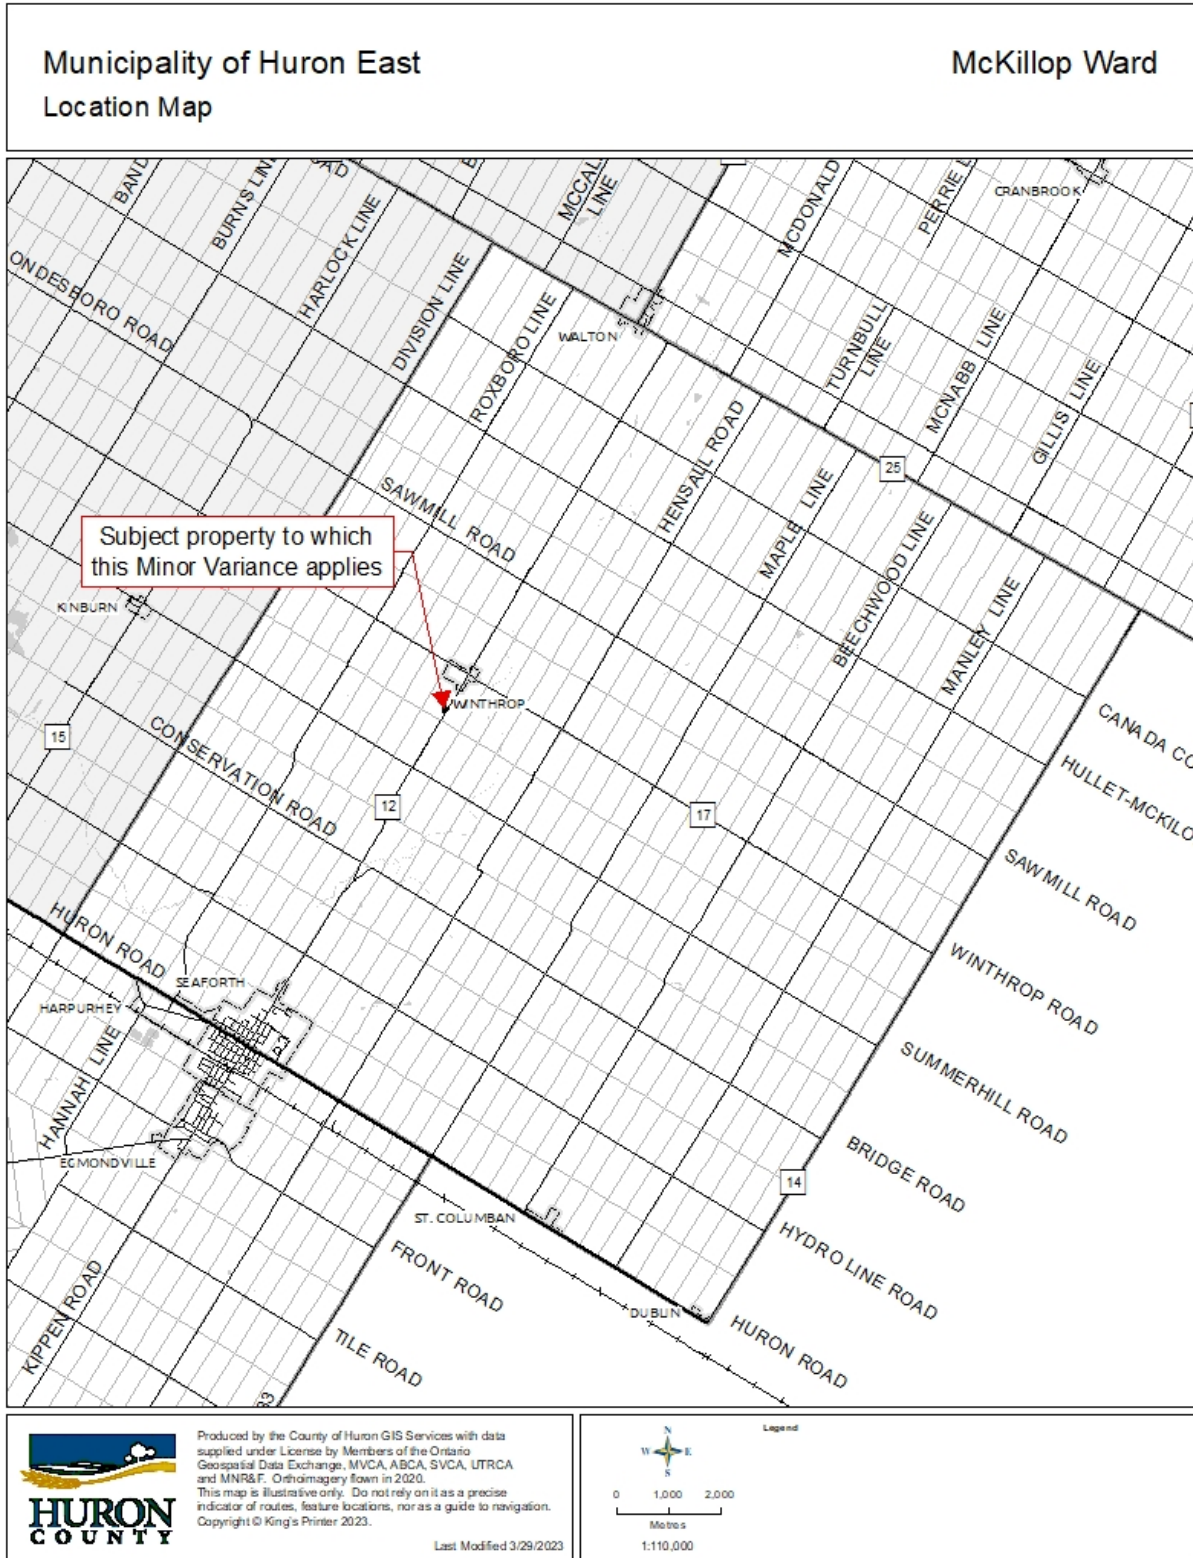 Municipality of Huron East
McKillop Ward
Location Map
BURNS LINE
HARLOCK LINE
DIVISION LINE
ROXBORO LINE
LINE
MCDONALD
CRANBROOK
WALTON
TURNBULL
LINE
MCNABB LINE
GILLIS LINE
HENSALL ROAD
MAPLE LINE
25
BEECHWOOD LINE
MANLEY LINE
SAWMILL ROAD
Subject property to which
this Minor Variance applies
KINBURN
WINTHROP
15
CONSERVATION ROAD
12
17
HURON ROAD
SEAFORTH
HARPURHEY
HANNAH LINE
EGMONDVILLE
KIPPEN ROAD
ST. COLUMBAN
FRONT ROAD
TILE ROAD
DUBLIN
14
CANADA CO
HULLET-MCKILO
SAWMILL ROAD
WINTHROP ROAD
SUMMERHILL ROAD
BRIDGE ROAD
HYDRO LINE ROAD
HURON ROAD
HURON
COUNTY
Produced by the County of Huron GIS Services with data
supplied under License by Members of the Ontario
Geospatial Data Exchange, MVCA, ABCA, SVCA, UTRCA
and MNR&F. Orthoimagery flown in 2020.
This map is illustrative only. Do not rely on it as a precise
indicator of routes, feature locations, nor as a guide to navigation.
Copyright © King's Printer 2023.
Last Modified 3/29/2023
N
W E
S
Legend
0 1,000 2,000
Metres
1:110,000